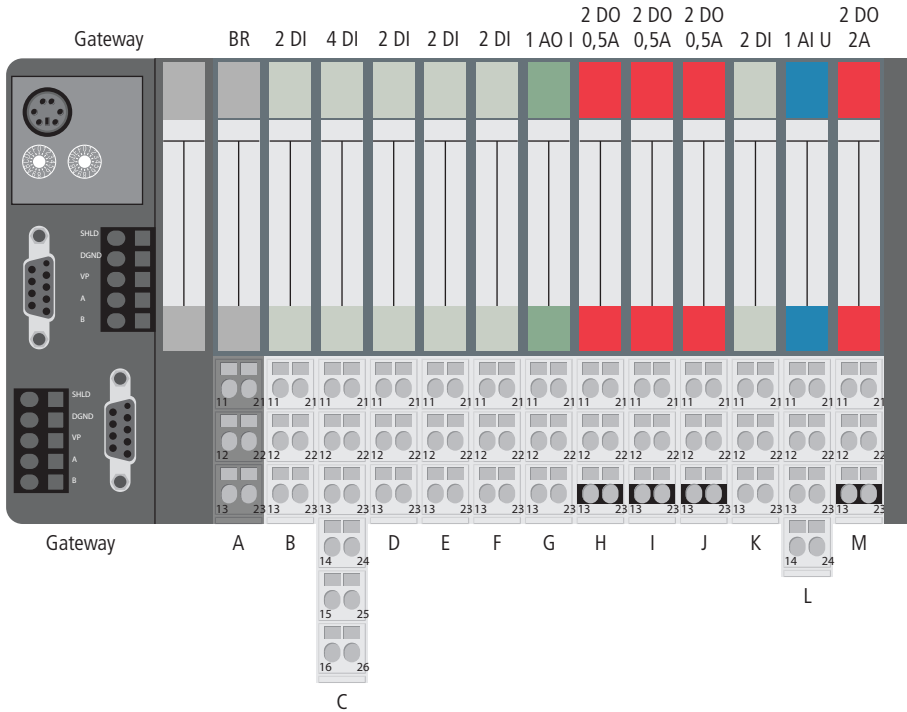 2 DO 2 DO 2 DO 2 DO
Gateway BR 2 DI 4 DI 2 DI 2 DI 2 DI 1 AO I 0,5A 0,5A 0,5A 2 DI 1 AI U 2A
SHLD
DGND
VP
A
B
SHLD
DGND
VP
A
B
11 21 11 21 11 21 11 21 11 21 11 21 11 21 11 21 11 21 11 21 11 21 11 21 11 21
12 22 12 22 12 22 12 22 12 22 12 22 12 22 12 22 12 22 12 22 12 22 12 22 12 22
13 23 13 23 13 23 13 23 13 23 13 23 13 23 13 23 13 23 13 23 13 23 13 23 13 23
Gateway A B D E F G H I J K M
14 24 14 24
L
15 25
16 26
C